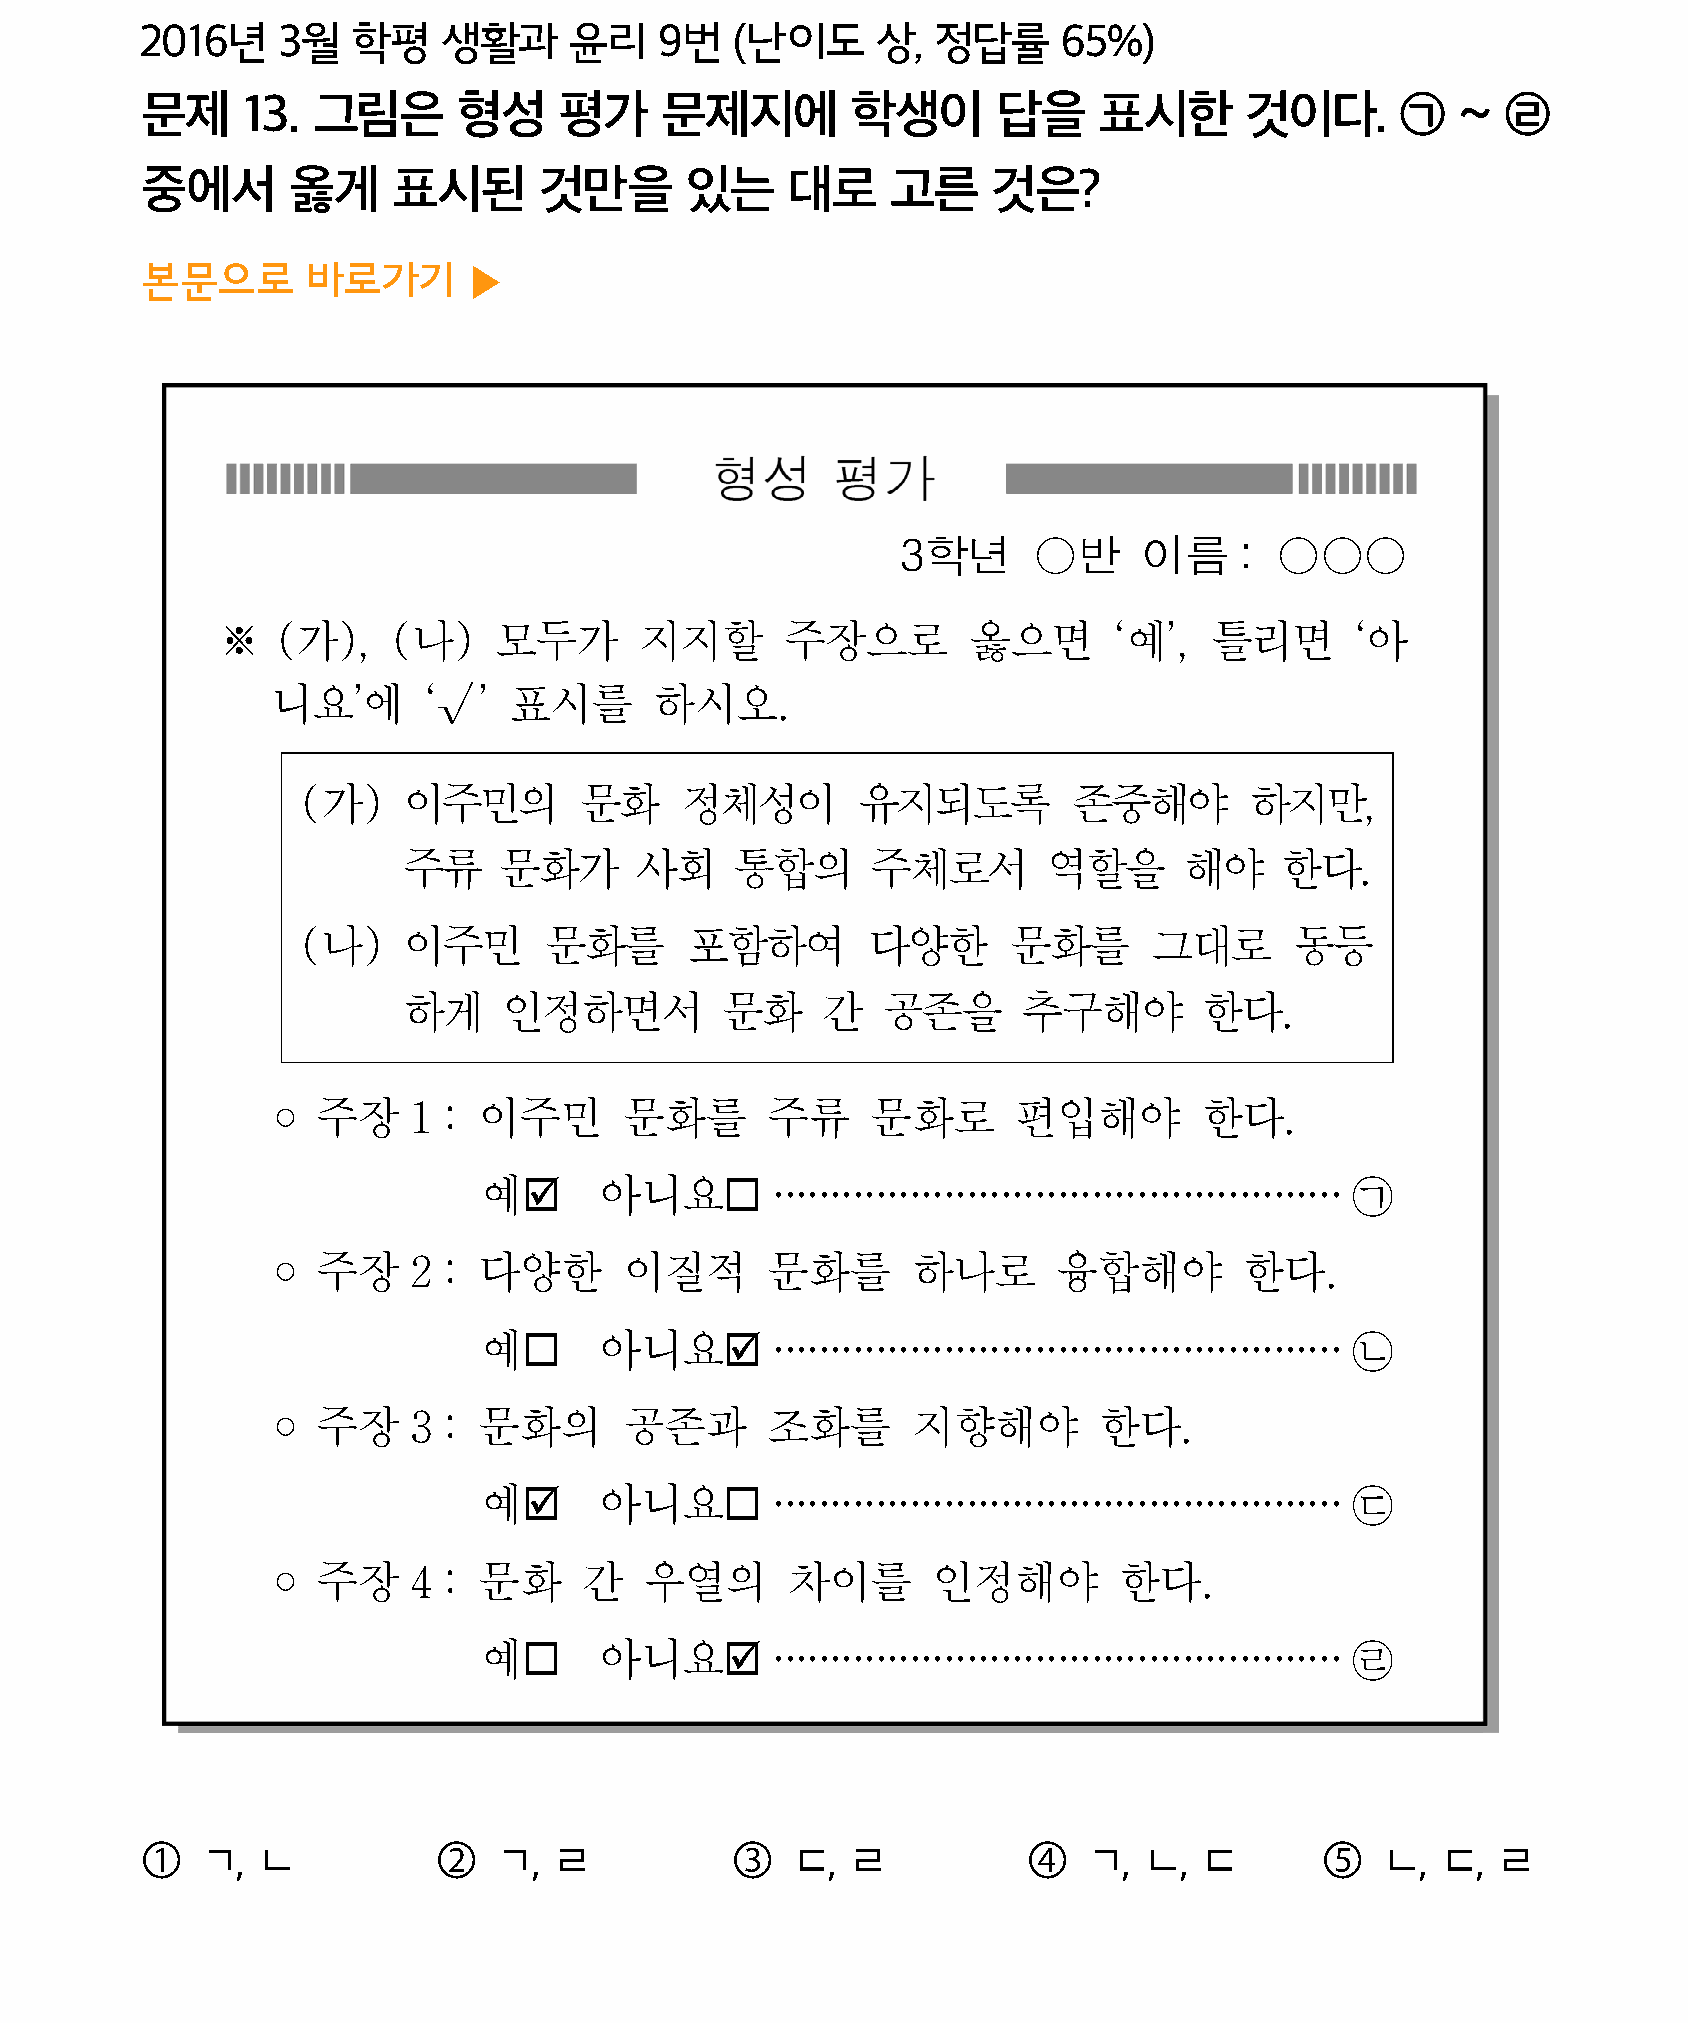 2016년 3월 학평 생활과 윤리 9번 (난이도 상, 정답률 65%)
문제 13. 그림은 형성 평가 문제지에 학생이 답을 표시한 것이다. ㉠ ~ ㉣
중에서 옳게 표시된 것만을 있는 대로 고른 것은?
본문으로 바로가기 ▶
형성 평가
3학년 ○반 이름 : ○○○
※ (가), (나) 모두가 지지할 주장으로 옳으면 ‘예’, 틀리면 ‘아
니요’에 ‘√’ 표시를 하시오.
(가) 이주민의 문화 정체성이 유지되도록 존중해야 하지만,
주류 문화가 사회 통합의 주체로서 역할을 해야 한다.
(나) 이주민 문화를 포함하여 다양한 문화를 그대로 동등
하게 인정하면서 문화 간 공존을 추구해야 한다.
○ 주장 1 : 이주민 문화를 주류 문화로 편입해야 한다.
예☑ 아니요☐ ⋯⋯⋯⋯⋯⋯⋯⋯⋯⋯⋯⋯⋯⋯⋯⋯ ㉠
○ 주장 2 : 다양한 이질적 문화를 하나로 융합해야 한다.
예☐ 아니요☑ ⋯⋯⋯⋯⋯⋯⋯⋯⋯⋯⋯⋯⋯⋯⋯⋯ ㉡
○ 주장 3 : 문화의 공존과 조화를 지향해야 한다.
예☑ 아니요☐ ⋯⋯⋯⋯⋯⋯⋯⋯⋯⋯⋯⋯⋯⋯⋯⋯ ㉢
○ 주장 4 : 문화 간 우열의 차이를 인정해야 한다.
예☐ 아니요☑ ⋯⋯⋯⋯⋯⋯⋯⋯⋯⋯⋯⋯⋯⋯⋯⋯ ㉣
① ㄱ, ㄴ ② ㄱ, ㄹ ③ ㄷ, ㄹ ④ ㄱ, ㄴ, ㄷ ⑤ ㄴ, ㄷ, ㄹ